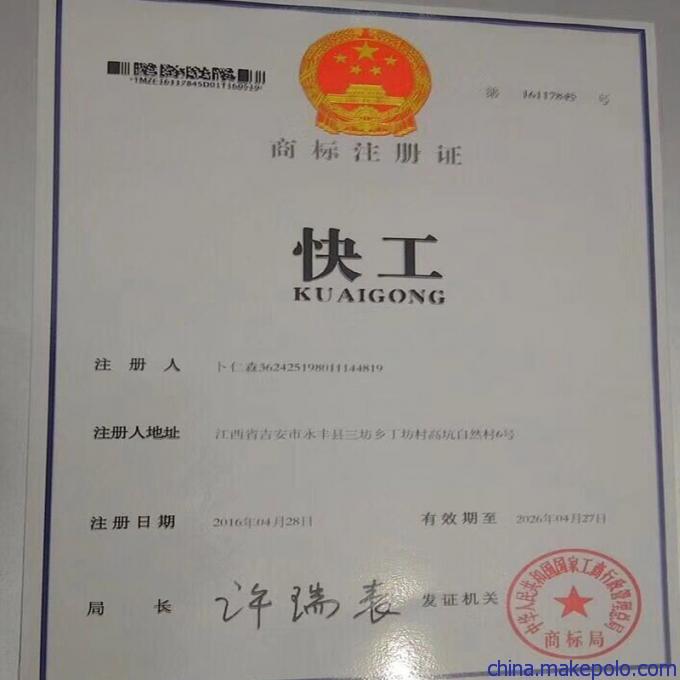 *TMZE16117845D01T160519*
第 16117845 号
商标注册证
快工
KUAIGONG
注册人 卜仁森362425198011144819
注册人地址 江西省吉安市永丰县三坊乡丁坊村高坑自然村6号
注册日期 2016年04月28日 有效期至 2026年04月27日
局长 许瑞表 发证机关
中华人民共和国国家工商行政管理总局
商标局
china.makepolo.com